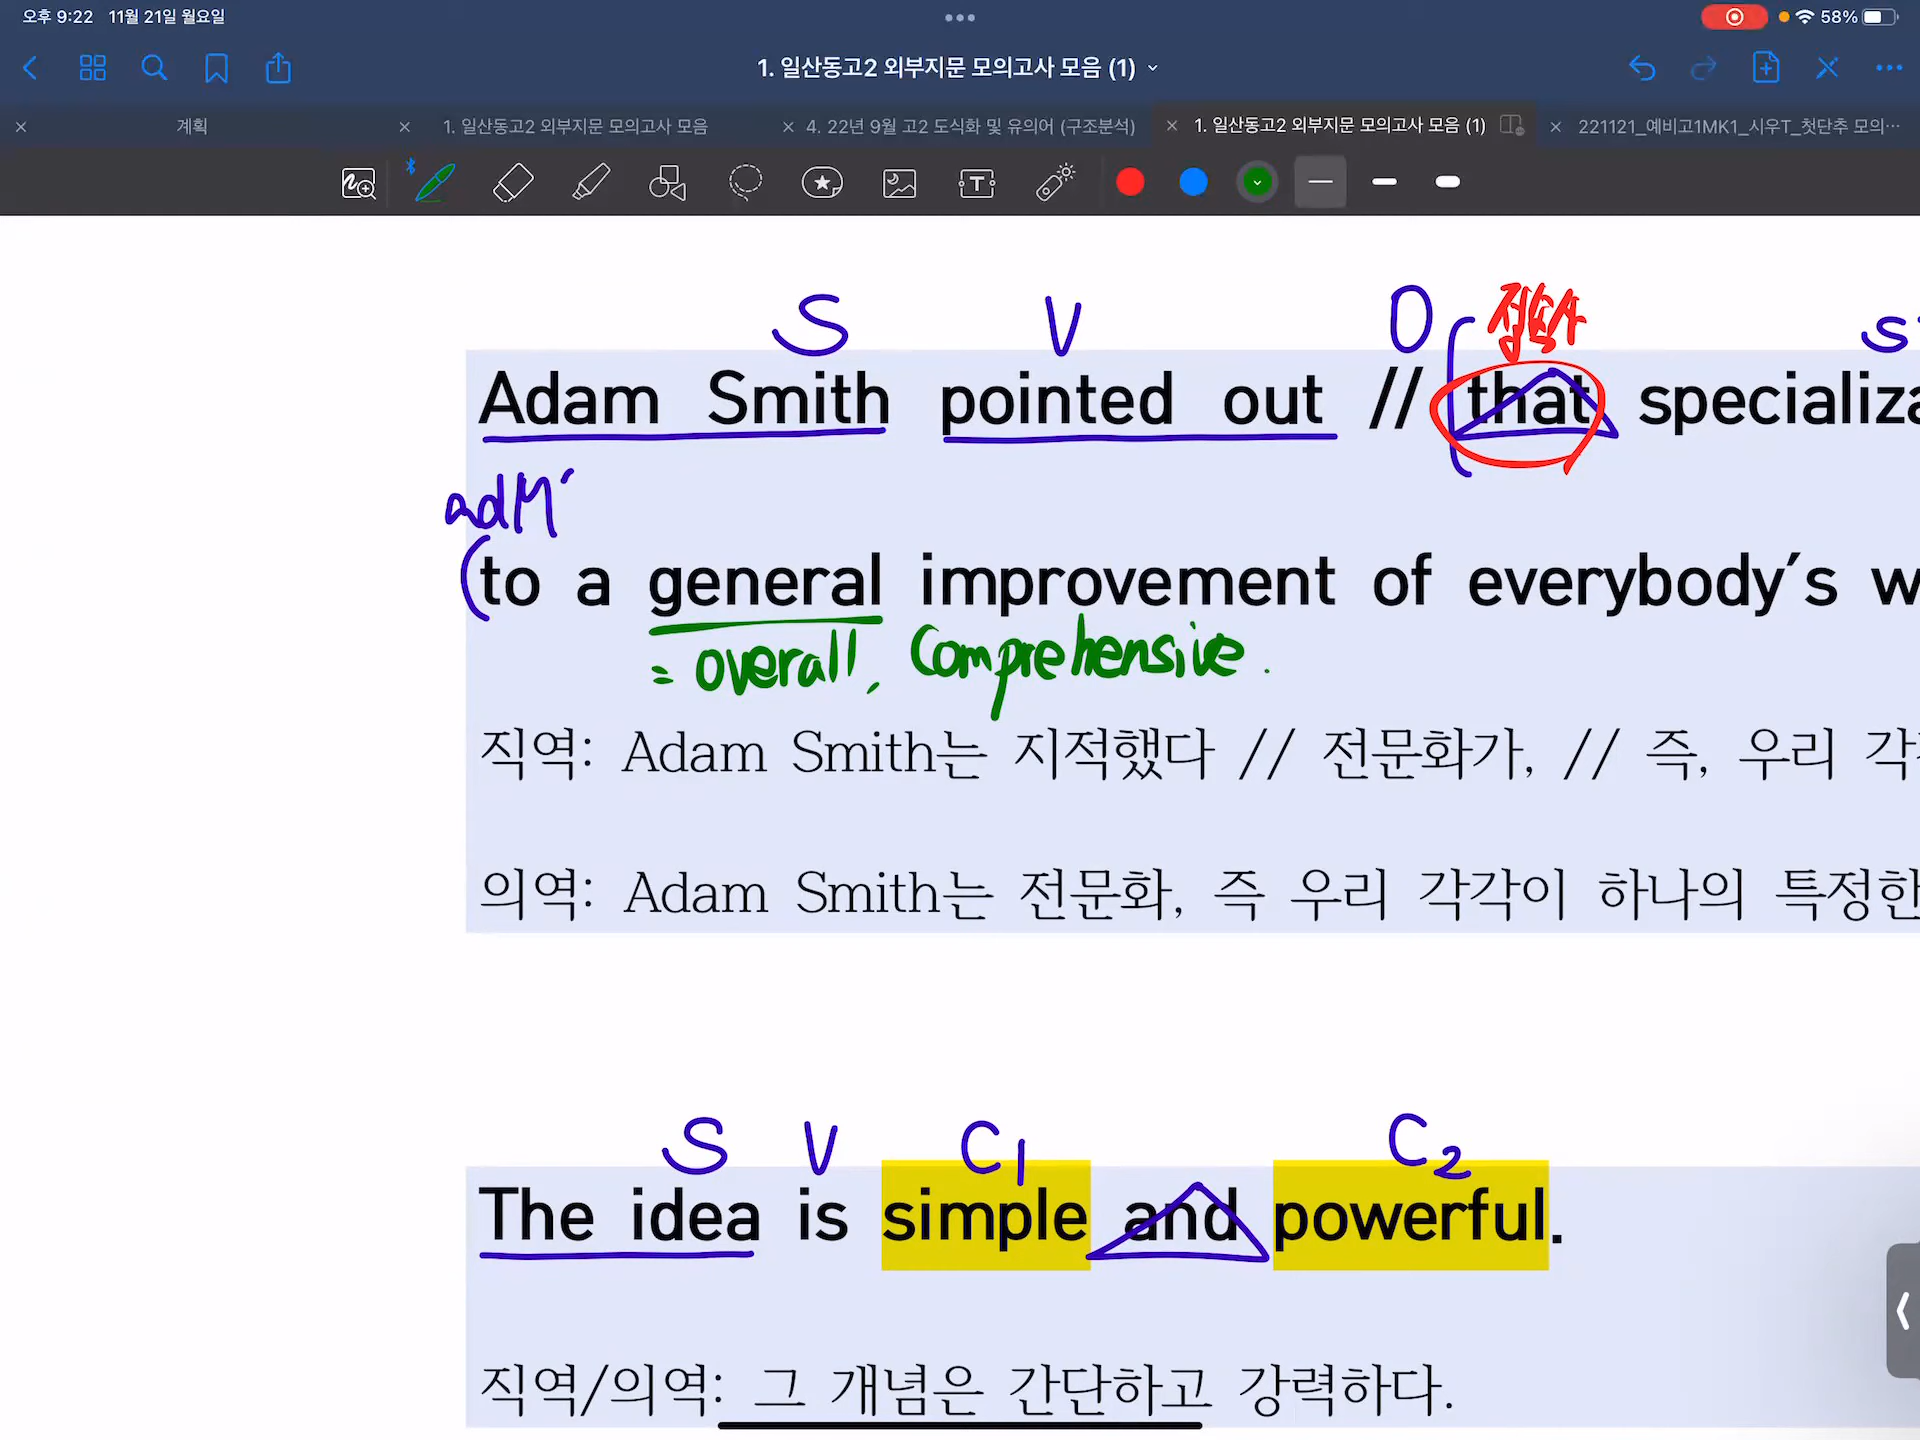 오후 9:22 11월 21일 월요일
58%
1. 일산동고2 외부지문 모의고사 모음 (1)
계획
1. 일산동고2 외부지문 모의고사 모음
4. 22년 9월 고2 도식화 및 유의어 (구조분석)
1. 일산동고2 외부지문 모의고사 모음 (1)
221121_예비고1MK1_시우T_첫단추 모의…
S V O 접속사
Adam Smith pointed out // that specializa
adM'
(to a general improvement of everybody's w
= overall, comprehensive.
직역: Adam Smith는 지적했다 // 전문화가, // 즉, 우리 각
의역: Adam Smith는 전문화, 즉 우리 각각이 하나의 특정한
S V C1 C2
The idea is simple and powerful.
직역/의역: 그 개념은 간단하고 강력하다.